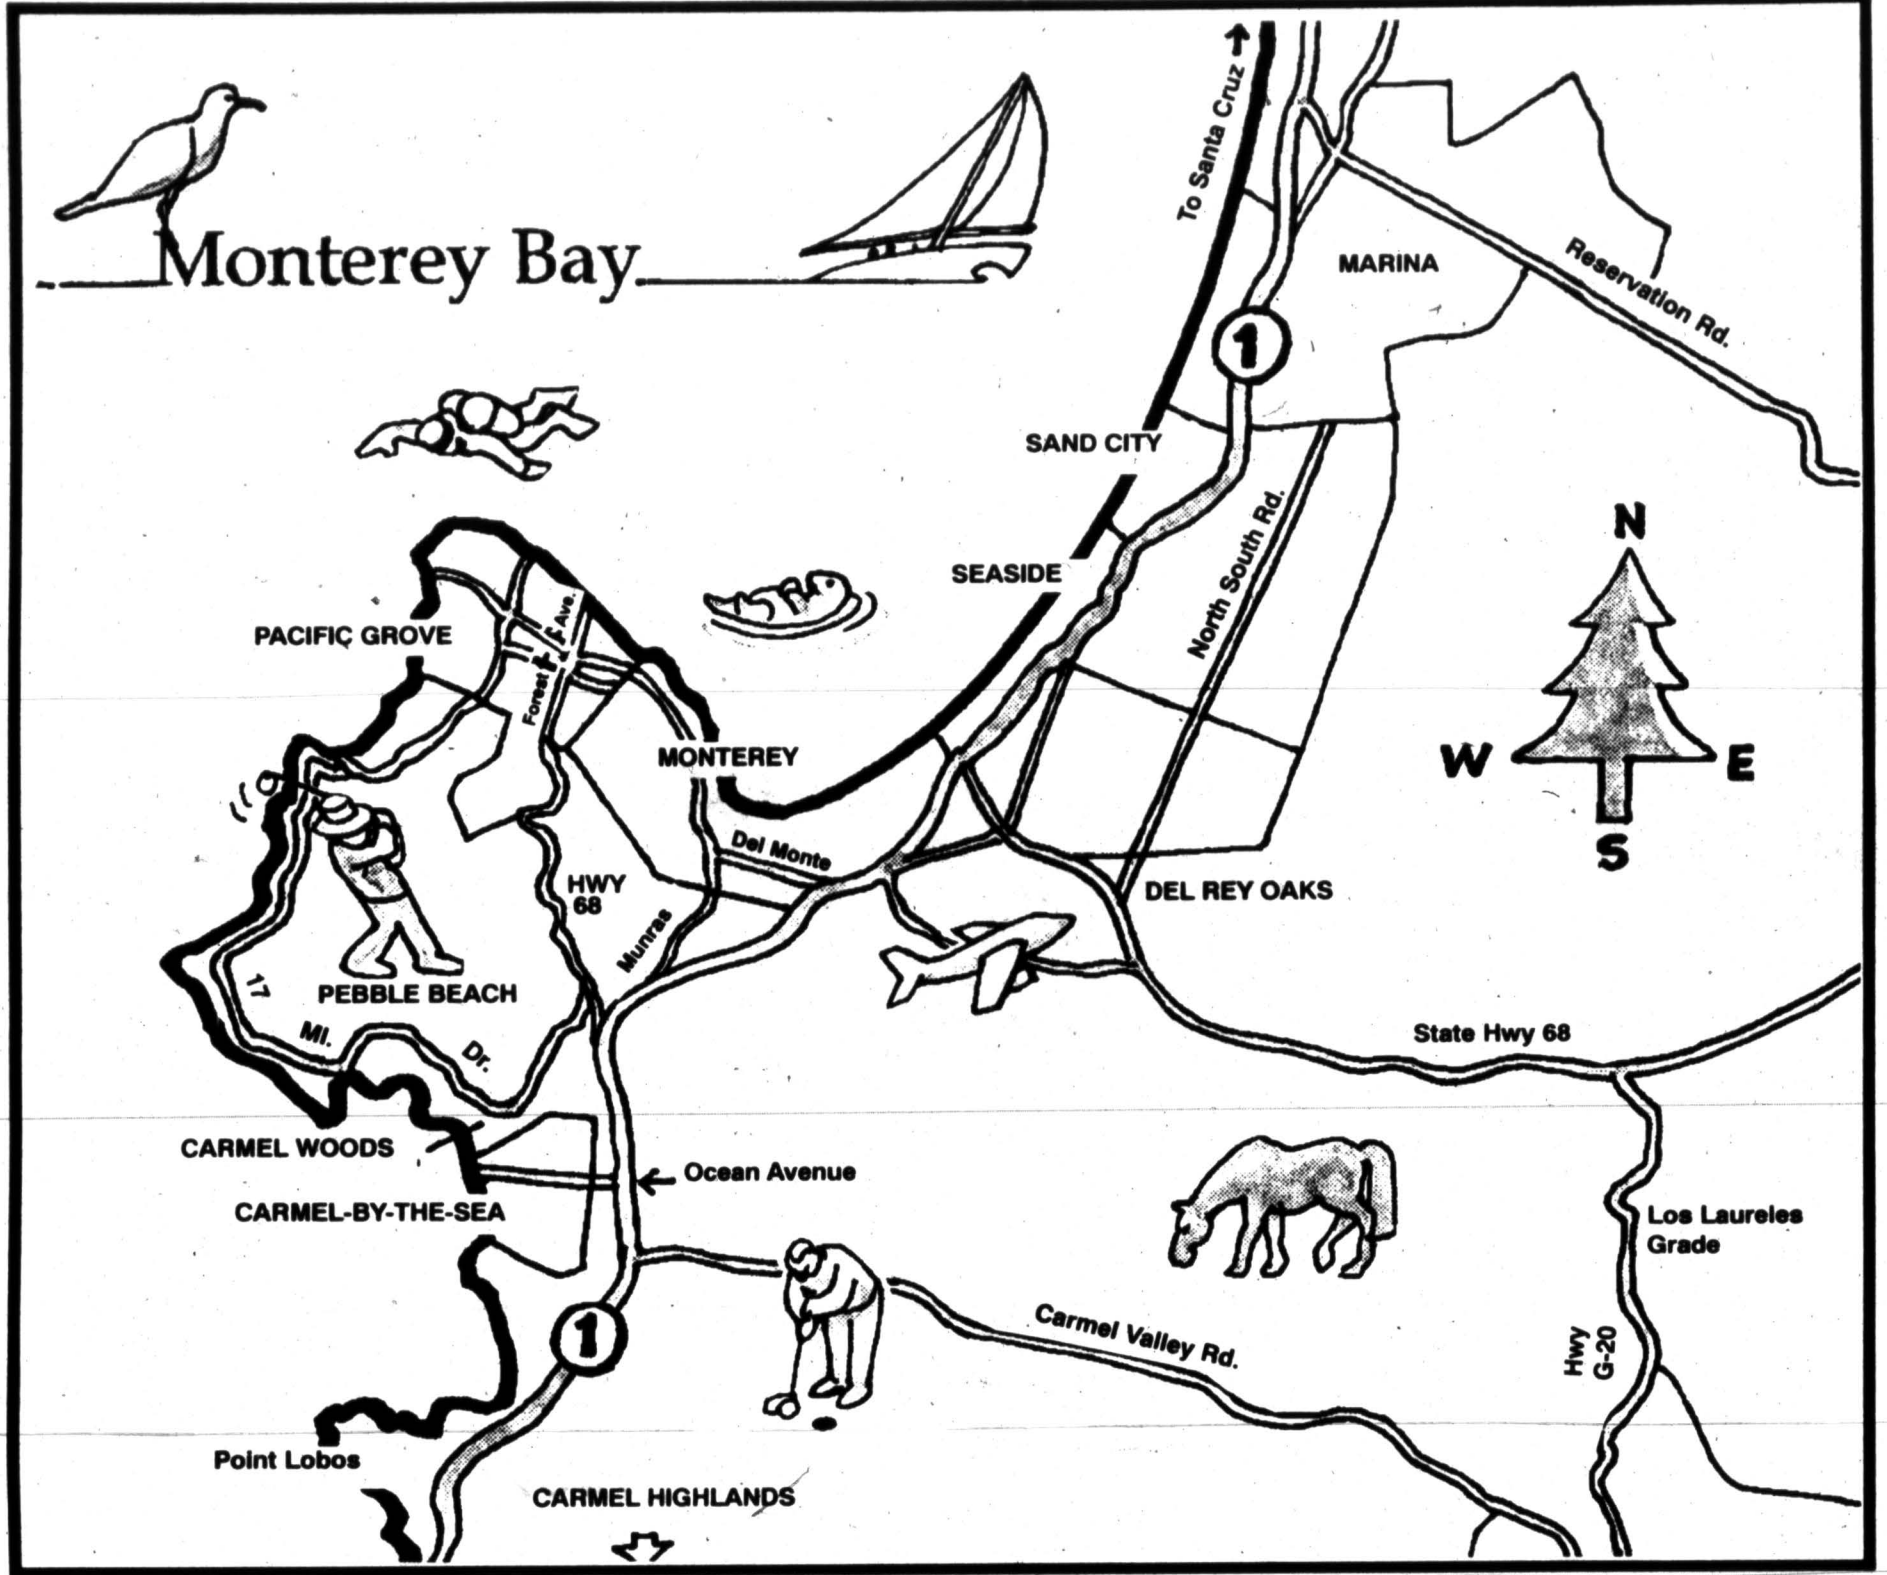 To Santa Cruz
Monterey Bay
MARINA
Reservation Rd.
1
SAND CITY
North South Rd.
N
W E
S
SEASIDE
PACIFIC GROVE
Forest Ave.
MONTEREY
Del Monte
HWY
68
Munras
DEL REY OAKS
17
MI.
Dr.
PEBBLE BEACH
State Hwy 68
CARMEL WOODS
Ocean Avenue
CARMEL-BY-THE-SEA
Los Laureles
Grade
1
Carmel Valley Rd.
Hwy
G-20
Point Lobos
CARMEL HIGHLANDS